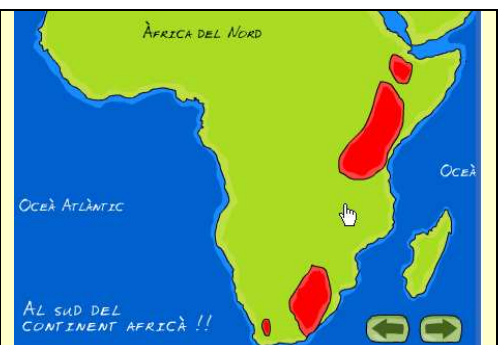 Àfrica del Nord
Oceà
Oceà Atlàntic
Al sud del
continent africà !!